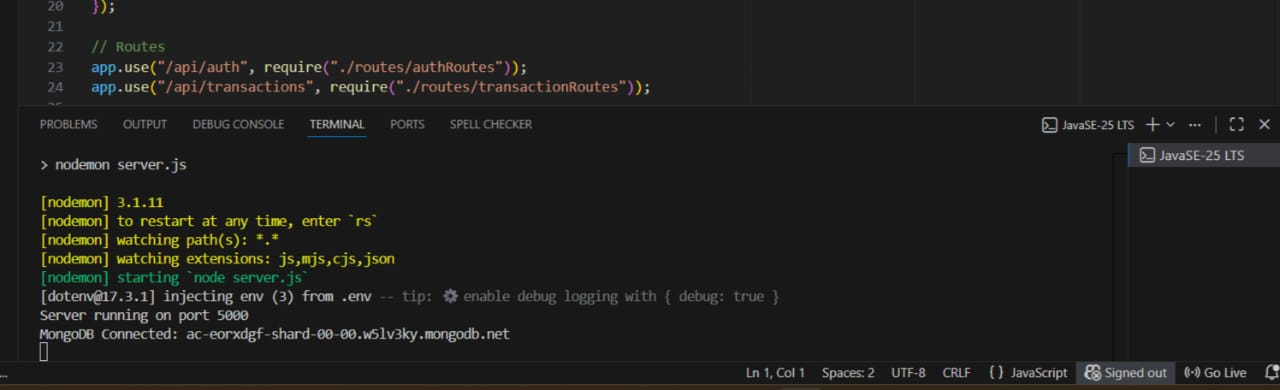 20 });
21
22 // Routes
23 app.use("/api/auth", require("./routes/authRoutes"));
24 app.use("/api/transactions", require("./routes/transactionRoutes"));
PROBLEMS OUTPUT DEBUG CONSOLE TERMINAL PORTS SPELL CHECKER JavaSE-25 LTS
> nodemon server.js JavaSE-25 LTS
[nodemon] 3.1.11
[nodemon] to restart at any time, enter `rs`
[nodemon] watching path(s): *.*
[nodemon] watching extensions: js,mjs,cjs,json
[nodemon] starting `node server.js`
[dotenv@17.3.1] injecting env (3) from .env -- tip: ⚙️ enable debug logging with { debug: true }
Server running on port 5000
MongoDB Connected: ac-eorxdgf-shard-00-00.w5lv3ky.mongodb.net
... Ln 1, Col 1 Spaces: 2 UTF-8 CRLF {} JavaScript Signed out Go Live